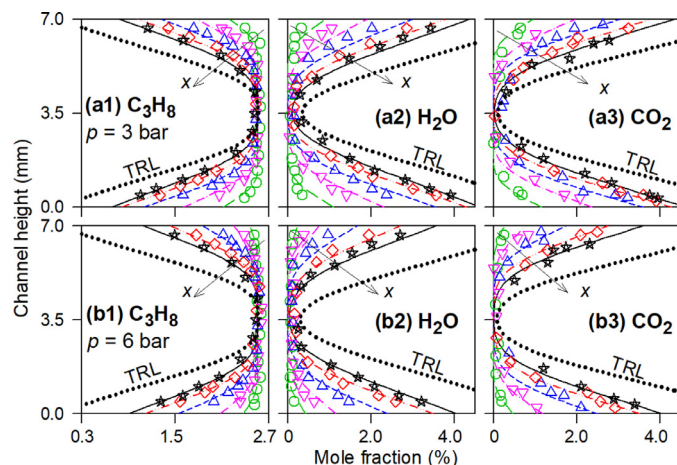 7.0
x
x
x
3.5
(a1) C₃H₈
p = 3 bar
(a2) H₂O
(a3) CO₂
TRL
TRL
TRL
0.0
Channel height (mm)
7.0
x
x
x
3.5
(b1) C₃H₈
p = 6 bar
(b2) H₂O
(b3) CO₂
TRL
TRL
TRL
0.0
0.3 1.5 2.7 0 2.0 4.0 0 2.0 4.0
Mole fraction (%)